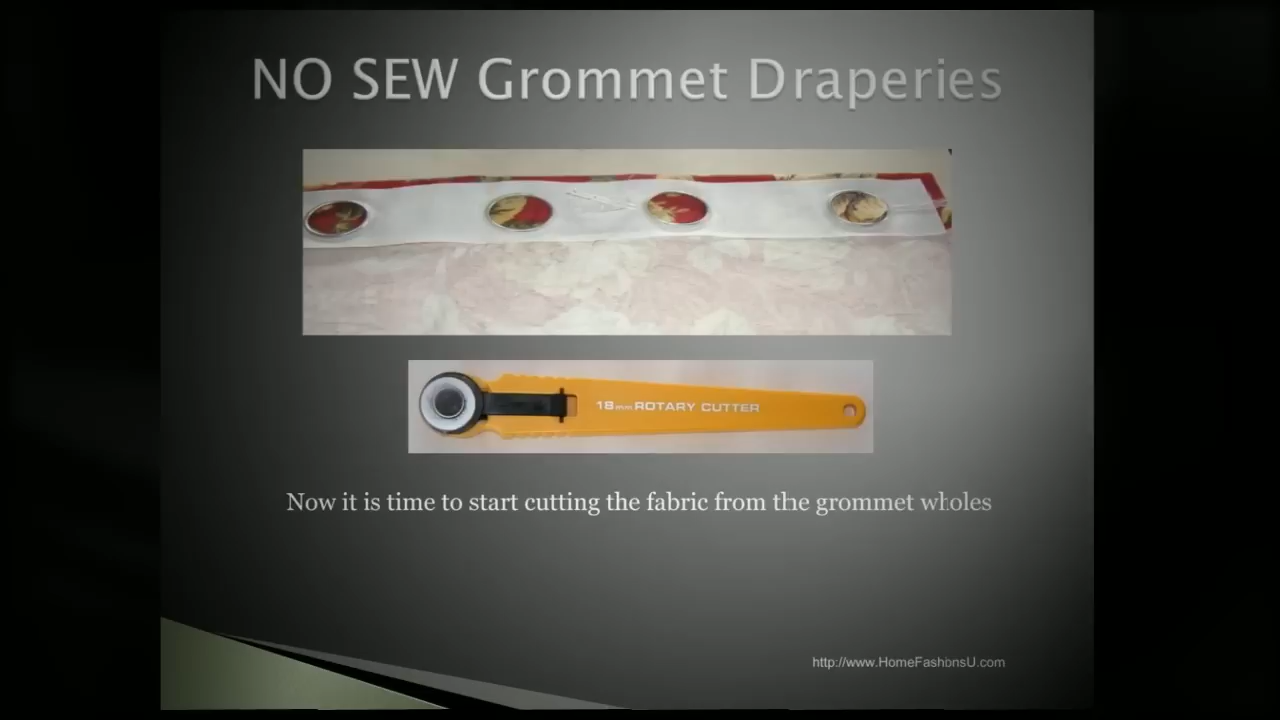 NO SEW Grommet Draperies
18mm ROTARY CUTTER
Now it is time to start cutting the fabric from the grommet wholes
http://www.HomeFashionsU.com